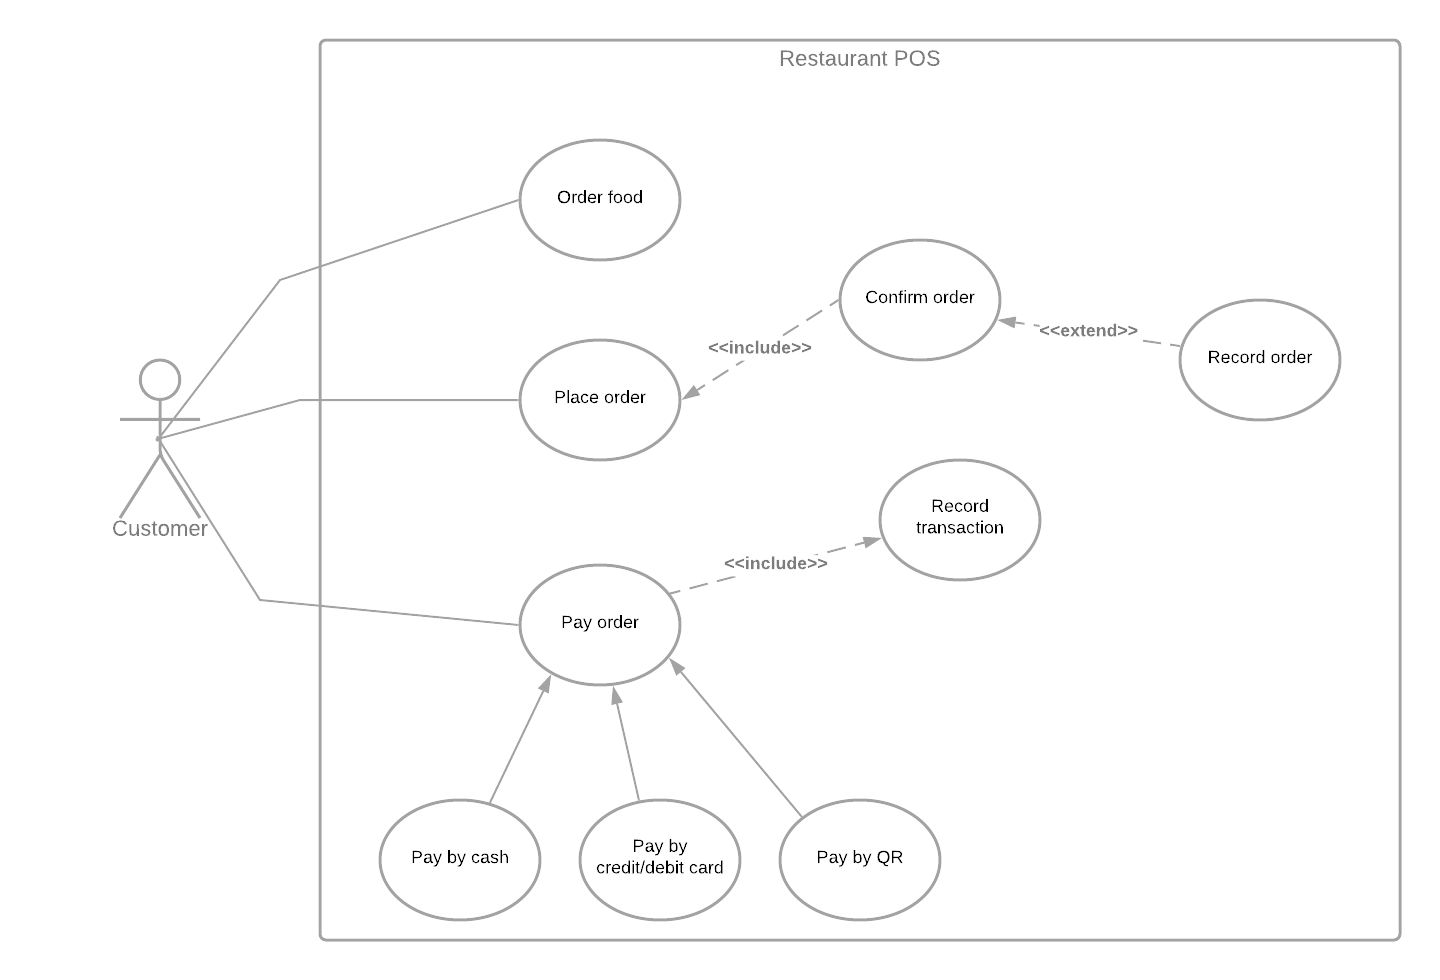 Restaurant POS
Order food
Confirm order
<<extend>>
Record order
<<include>>
Place order
Customer
Record
transaction
<<include>>
Pay order
Pay by cash
Pay by
credit/debit card
Pay by QR